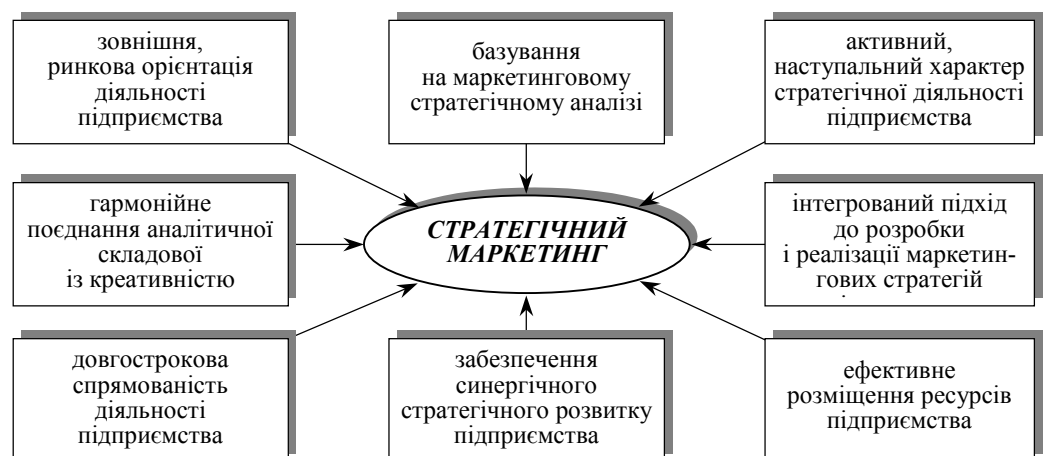 зовнішня,
ринкова орієнтація
діяльності
підприємства
базування
на маркетинговому
стратегічному аналізі
активний,
наступальний характер
стратегічної діяльності
підприємства
гармонійне
поєднання аналітичної
складової
із креативністю
СТРАТЕГІЧНИЙ
МАРКЕТИНГ
інтегрований підхід
до розробки
і реалізації маркетин-
гових стратегій
довгострокова
спрямованість
діяльності
підприємства
забезпечення
синергічного
стратегічного розвитку
підприємства
ефективне
розміщення ресурсів
підприємства